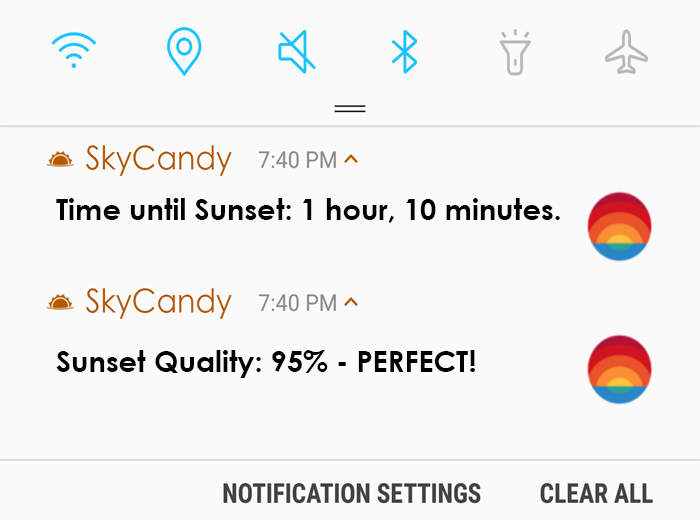 SkyCandy 7:40 PM
Time until Sunset: 1 hour, 10 minutes.
SkyCandy 7:40 PM
Sunset Quality: 95% - PERFECT!
NOTIFICATION SETTINGS CLEAR ALL